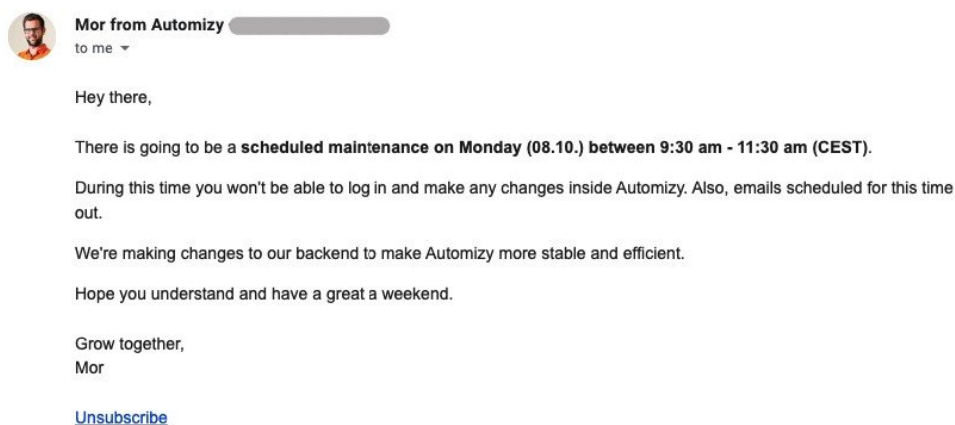 Mor from Automizy
to me
Hey there,
There is going to be a scheduled maintenance on Monday (08.10.) between 9:30 am - 11:30 am (CEST).
During this time you won't be able to log in and make any changes inside Automizy. Also, emails scheduled for this time
out.
We're making changes to our backend to make Automizy more stable and efficient.
Hope you understand and have a great a weekend.
Grow together,
Mor
Unsubscribe